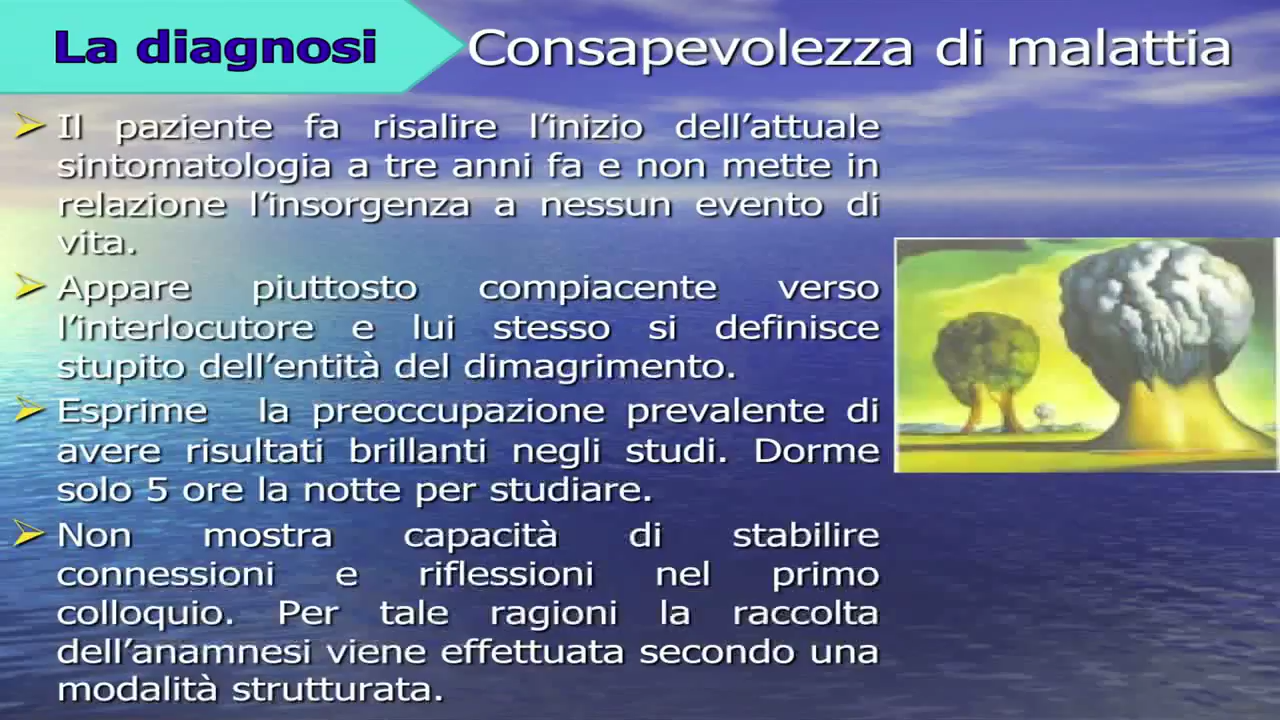 La diagnosi
Consapevolezza di malattia
Il paziente fa risalire l’inizio dell’attuale
sintomatologia a tre anni fa e non mette in
relazione l’insorgenza a nessun evento di
vita.
Appare piuttosto compiacente verso
l’interlocutore e lui stesso si definisce
stupito dell’entità del dimagrimento.
Esprime la preoccupazione prevalente di
avere risultati brillanti negli studi. Dorme
solo 5 ore la notte per studiare.
Non mostra capacità di stabilire
connessioni e riflessioni nel primo
colloquio. Per tale ragioni la raccolta
dell’anamnesi viene effettuata secondo una
modalità strutturata.